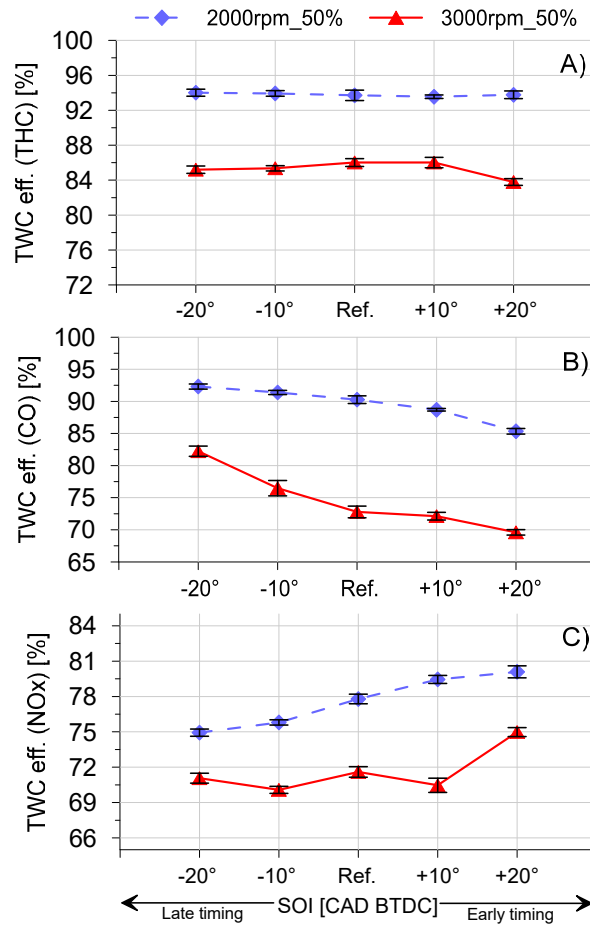 2000rpm_50% 3000rpm_50%
A)
TWC eff. (THC) [%]
100
96
92
88
84
80
76
72
-20° -10° Ref. +10° +20°
B)
TWC eff. (CO) [%]
100
95
90
85
80
75
70
65
-20° -10° Ref. +10° +20°
C)
TWC eff. (NOx) [%]
84
81
78
75
72
69
66
-20° -10° Ref. +10° +20°
SOI [CAD BTDC]
Late timing Early timing